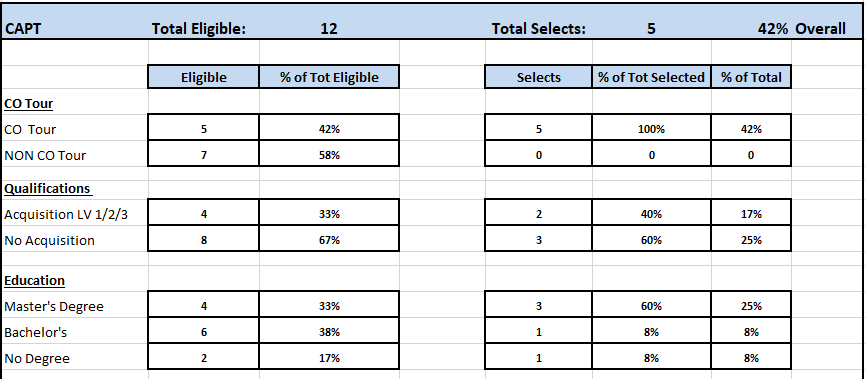 CAPT Total Eligible: 12 Total Selects: 5 42% Overall
Eligible % of Tot Eligible Selects % of Tot Selected % of Total
CO Tour
CO Tour 5 42% 5 100% 42%
NON CO Tour 7 58% 0 0 0
Qualifications
Acquisition LV 1/2/3 4 33% 2 40% 17%
No Acquisition 8 67% 3 60% 25%
Education
Master's Degree 4 33% 3 60% 25%
Bachelor's 6 38% 1 8% 8%
No Degree 2 17% 1 8% 8%